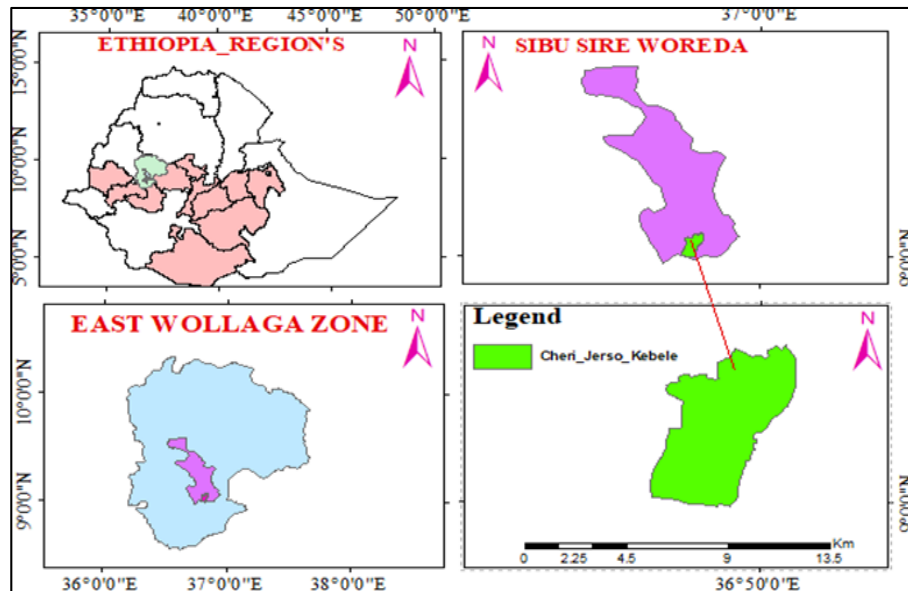 35°0'0"E 40°0'0"E 45°0'0"E 50°0'0"E
37°0'0"E
ETHIOPIA_REGION'S
N
15°0'0"N
10°0'0"N
5°0'0"N
SIBU SIRE WOREDA
N
EAST WOLLAGA ZONE
N
10°0'0"N
9°0'0"N
36°0'0"E 37°0'0"E 38°0'0"E
Legend
Cheri_Jerso_Kebele
N
Km
0 2.25 4.5 9 13.5
36°50'0"E